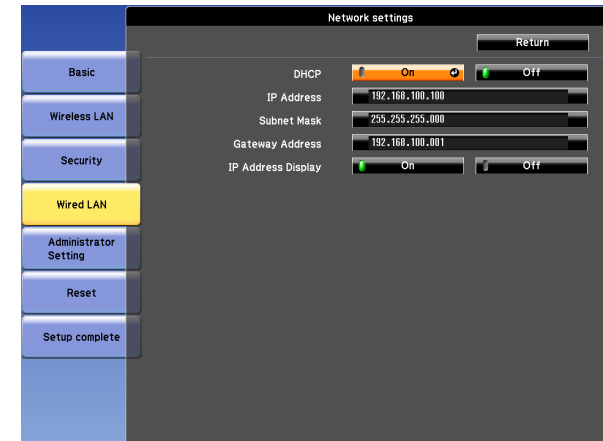 Network settings
Return
Basic
Wireless LAN
Security
Wired LAN
Administrator
Setting
Reset
Setup complete
DHCP On Off
IP Address 192.168.100.100
Subnet Mask 255.255.255.000
Gateway Address 192.168.100.001
IP Address Display On Off